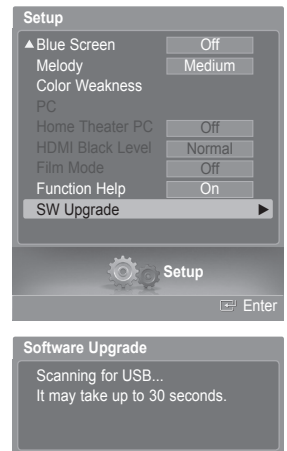 Setup
▲Blue Screen Off
Melody Medium
Color Weakness
PC
Home Theater PC Off
HDMI Black Level Normal
Film Mode Off
Function Help On
SW Upgrade ►
Setup
Enter
Software Upgrade
Scanning for USB...
It may take up to 30 seconds.